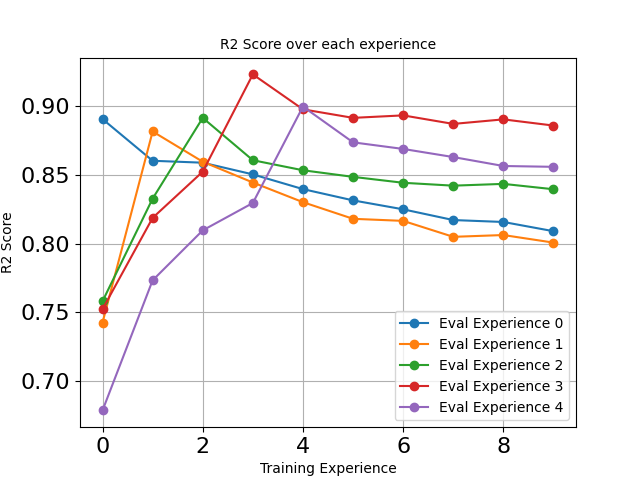 R2 Score over each experience
R2 Score
0.90
0.85
0.80
0.75
0.70
0
2
4
6
8
Training Experience
Eval Experience 0
Eval Experience 1
Eval Experience 2
Eval Experience 3
Eval Experience 4